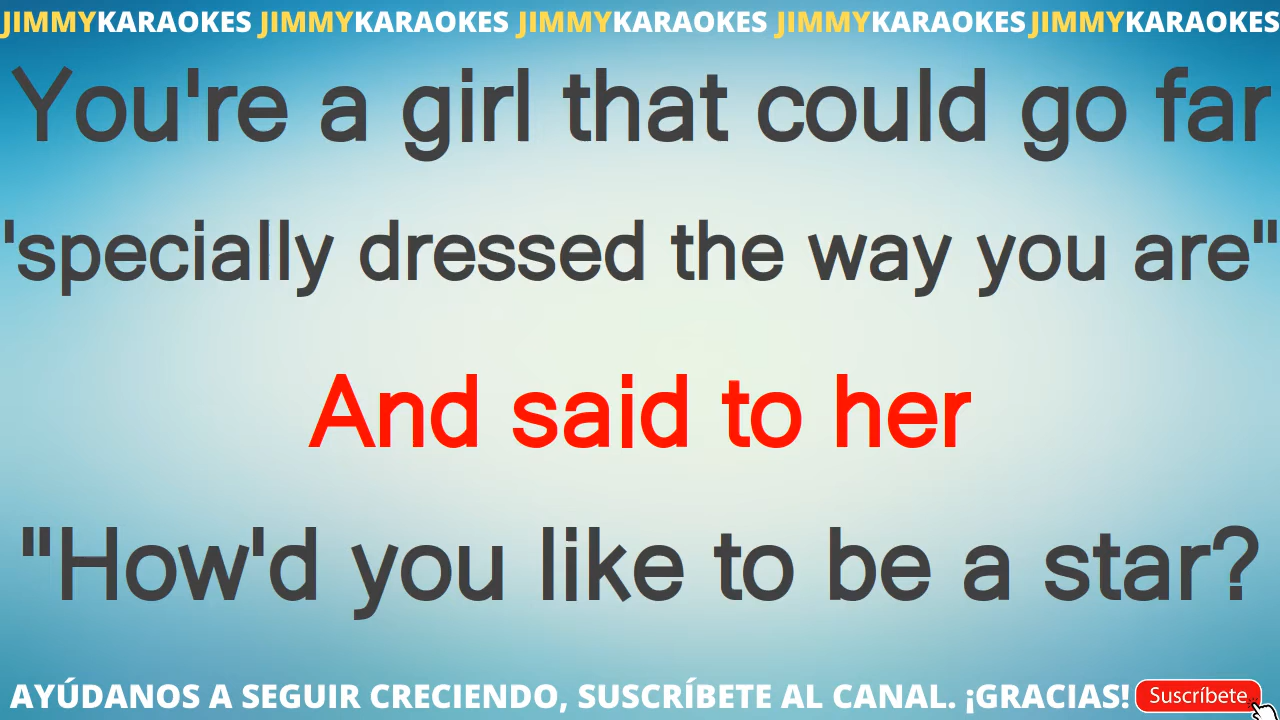 JIMMYKARAOKES JIMMYKARAOKES JIMMYKARAOKES JIMMYKARAOKES JIMMYKARAOKES
You're a girl that could go far
'specially dressed the way you are"
And said to her
"How'd you like to be a star?
AYÚDANOS A SEGUIR CRECIENDO, SUSCRÍBETE AL CANAL. ¡GRACIAS! Suscríbete